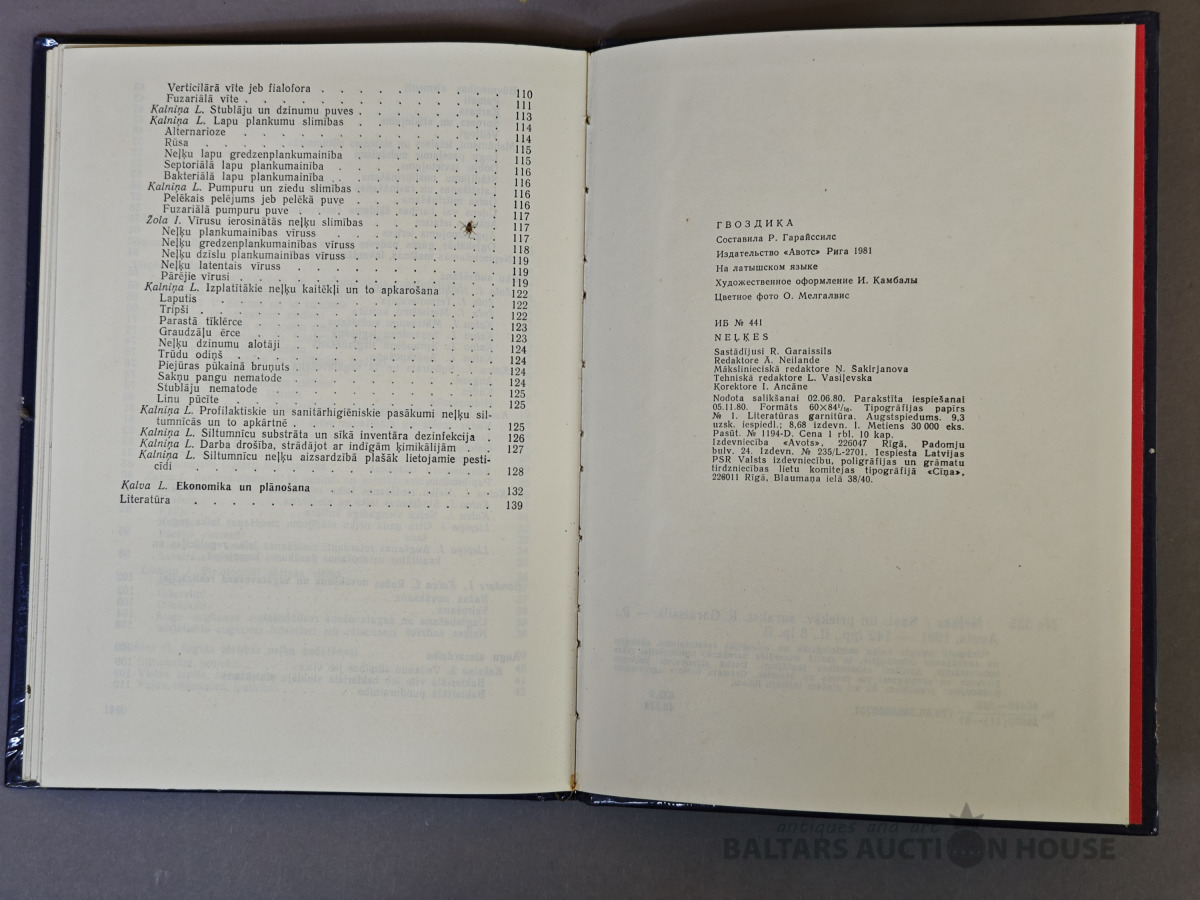 Verticilārā vīte jeb fialofora . . . . . . . . . 110
Fuzariālā vīte . . . . . . . . . . . . 111
Kalniņa L. Stublāju un dzinumu puves . . . . . . . 113
Kalniņa L. Lapu plankumu slimības . . . . . . . 114
Alternarioze . . . . . . . . . . . . 114
Rūsa . . . . . . . . . . . . . 115
Neļķu lapu gredzenplankumainība . . . . . . . 115
Septoriālā lapu plankumainība . . . . . . . . 116
Bakteriālā lapu plankumainība . . . . . . . . 116
Kalniņa L. Pumpuru un ziedu slimības . . . . . . . 116
Pelēkais pelējums jeb pelēkā puve . . . . . . . 116
Fuzariālā pumpuru puve . . . . . . . . . 117
Žola I. Vīrusu ierosinātās neļķu slimības . . . . . . 117
Neļķu plankumainības vīruss . . . . . . . . 117
Neļķu gredzenplankumainības vīruss . . . . . . 118
Neļķu dzīslu plankumainības vīruss . . . . . . 119
Neļķu latentais vīruss . . . . . . . . . 119
Pārējie vīrusi . . . . . . . . . . . 119
Kalniņa L. Izplatītākie neļķu kaitēkļi un to apkarošana . . 122
Laputis . . . . . . . . . . . . . 122
Tripši . . . . . . . . . . . . . 122
Parastā tīklērce . . . . . . . . . . . 123
Graudzāļu ērce . . . . . . . . . . . 123
Neļķu dzinumu alotāji . . . . . . . . . 124
Trūdu odiņš . . . . . . . . . . . . 124
Piejūras pūkainā bruņuts . . . . . . . . . 124
Sakņu pangu nematode . . . . . . . . . 124
Stublāju nematode . . . . . . . . . . 125
Linu pūcīte . . . . . . . . . . . . 125
Kalniņa L. Profilaktiskie un sanitārhigiēniskie pasākumi neļķu sil-
tumnīcās un to apkārtnē . . . . . . . . . 125
Kalniņa L. Siltumnīcu substrāta un sīkā inventāra dezinfekcija . 126
Kalniņa L. Darba drošība, strādājot ar indīgām ķimikālijām . . 127
Kalniņa L. Siltumnīcu neļķu aizsardzībā plašāk lietojamie pesti-
cīdi . . . . . . . . . . . . . 128
Kalva L. Ekonomika un plānošana . . . . . . . . 132
Literatūra . . . . . . . . . . . . . 139
ГВОЗДИКА
Составила Р. Гарайссилс
Издательство «Авотс» Рига 1981
На латышском языке
Художественное оформление И. Камбалы
Цветное фото О. Мелгалвис
ИБ № 441
NEĻĶES
Sastādījusi R. Garaissils
Redaktore Ā. Neilande
Mākslinieciskā redaktore Ņ. Šakirjanova
Tehniskā redaktore L. Vasiļevska
Korektore I. Ancāne
Nodota salikšanai 02.06.80. Parakstīta iespiešanai
05.11.80. Formāts 60×84¹/₁₆. Tipogrāfijas papīrs
№ 1. Literatūras garnitūra. Augstspiedums. 9,3
uzsk. iespiedl.; 8,68 izdevn. l. Metiens 30 000 eks.
Pasūt. № 1194-D. Cena 1 rbl. 10 kap.
Izdevniecība «Avots», 226047 Rīgā, Padomju
bulv. 24. Izdevn. № 235/L-2701. Iespiesta Latvijas
PSR Valsts izdevniecību, poligrāfijas un grāmatu
tirdzniecības lietu komitejas tipogrāfijā «Cīņa»,
226011 Rīgā, Blaumaņa ielā 38/40.
antiques and art
BALTARS AUCTION HOUSE